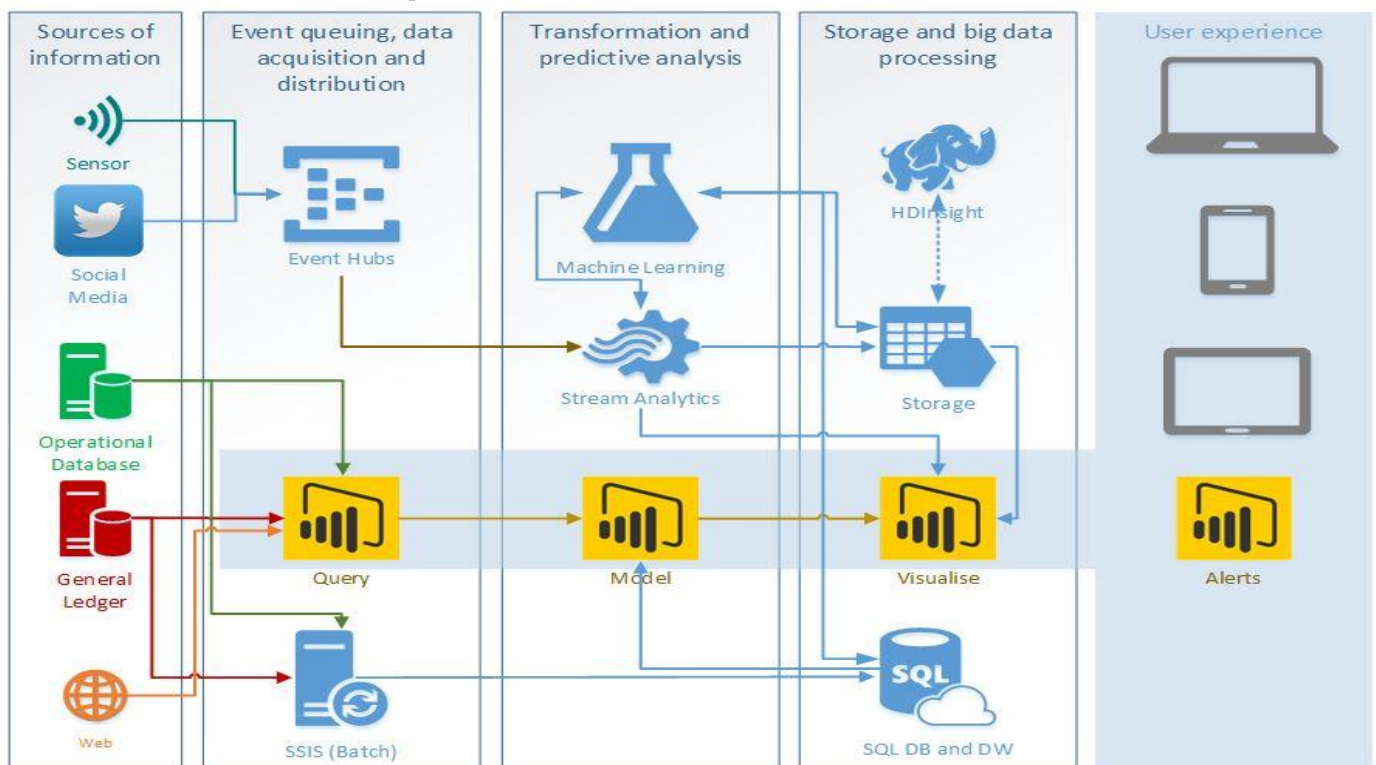 Sources of
information
Event queuing, data
acquisition and
distribution
Transformation and
predictive analysis
Storage and big data
processing
User experience
Sensor
Social
Media
Operational
Database
General
Ledger
Web
Event Hubs
Query
SSIS (Batch)
Machine Learning
Stream Analytics
Model
HDInsight
Storage
Visualise
SQL
SQL DB and DW
Alerts